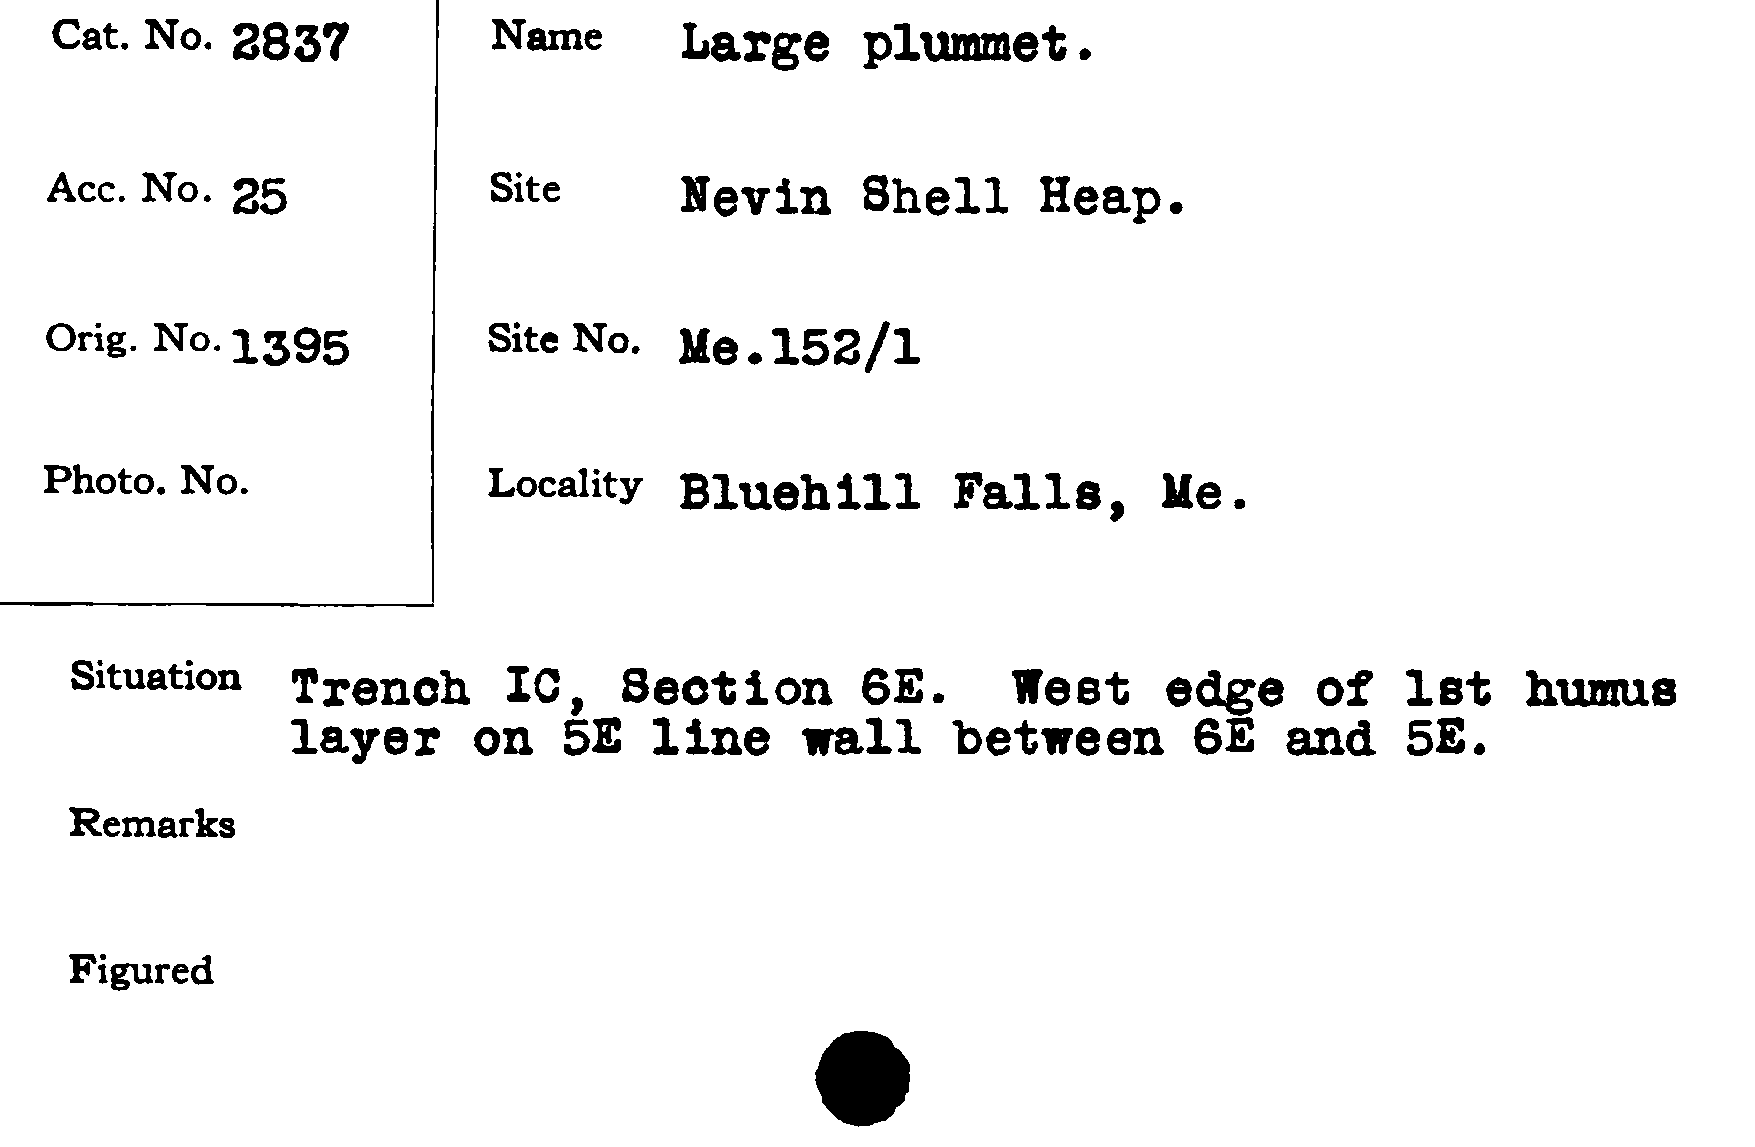 Cat. No. 2837
Name Large plummet.
Acc. No. 25
Site Nevin Shell Heap.
Orig. No. 1395
Site No. Me.152/1
Photo. No.
Locality Bluehill Falls, Me.
Situation Trench IC, Section 6E. West edge of 1st humus
layer on 5E line wall between 6E and 5E.
Remarks
Figured